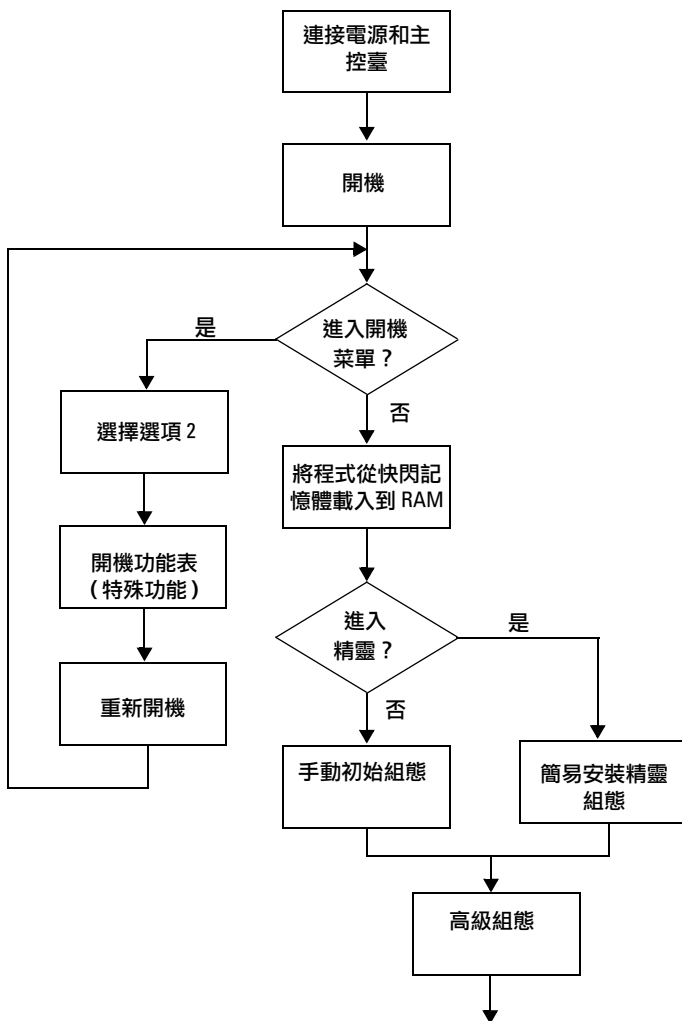 連接電源和主
控臺
開機
進入開機
菜單？
是
否
選擇選項 2
將程式從快閃記
憶體載入到 RAM
開機功能表
( 特殊功能 )
進入
精靈？
是
否
重新開機
手動初始組態
簡易安裝精靈
組態
高級組態